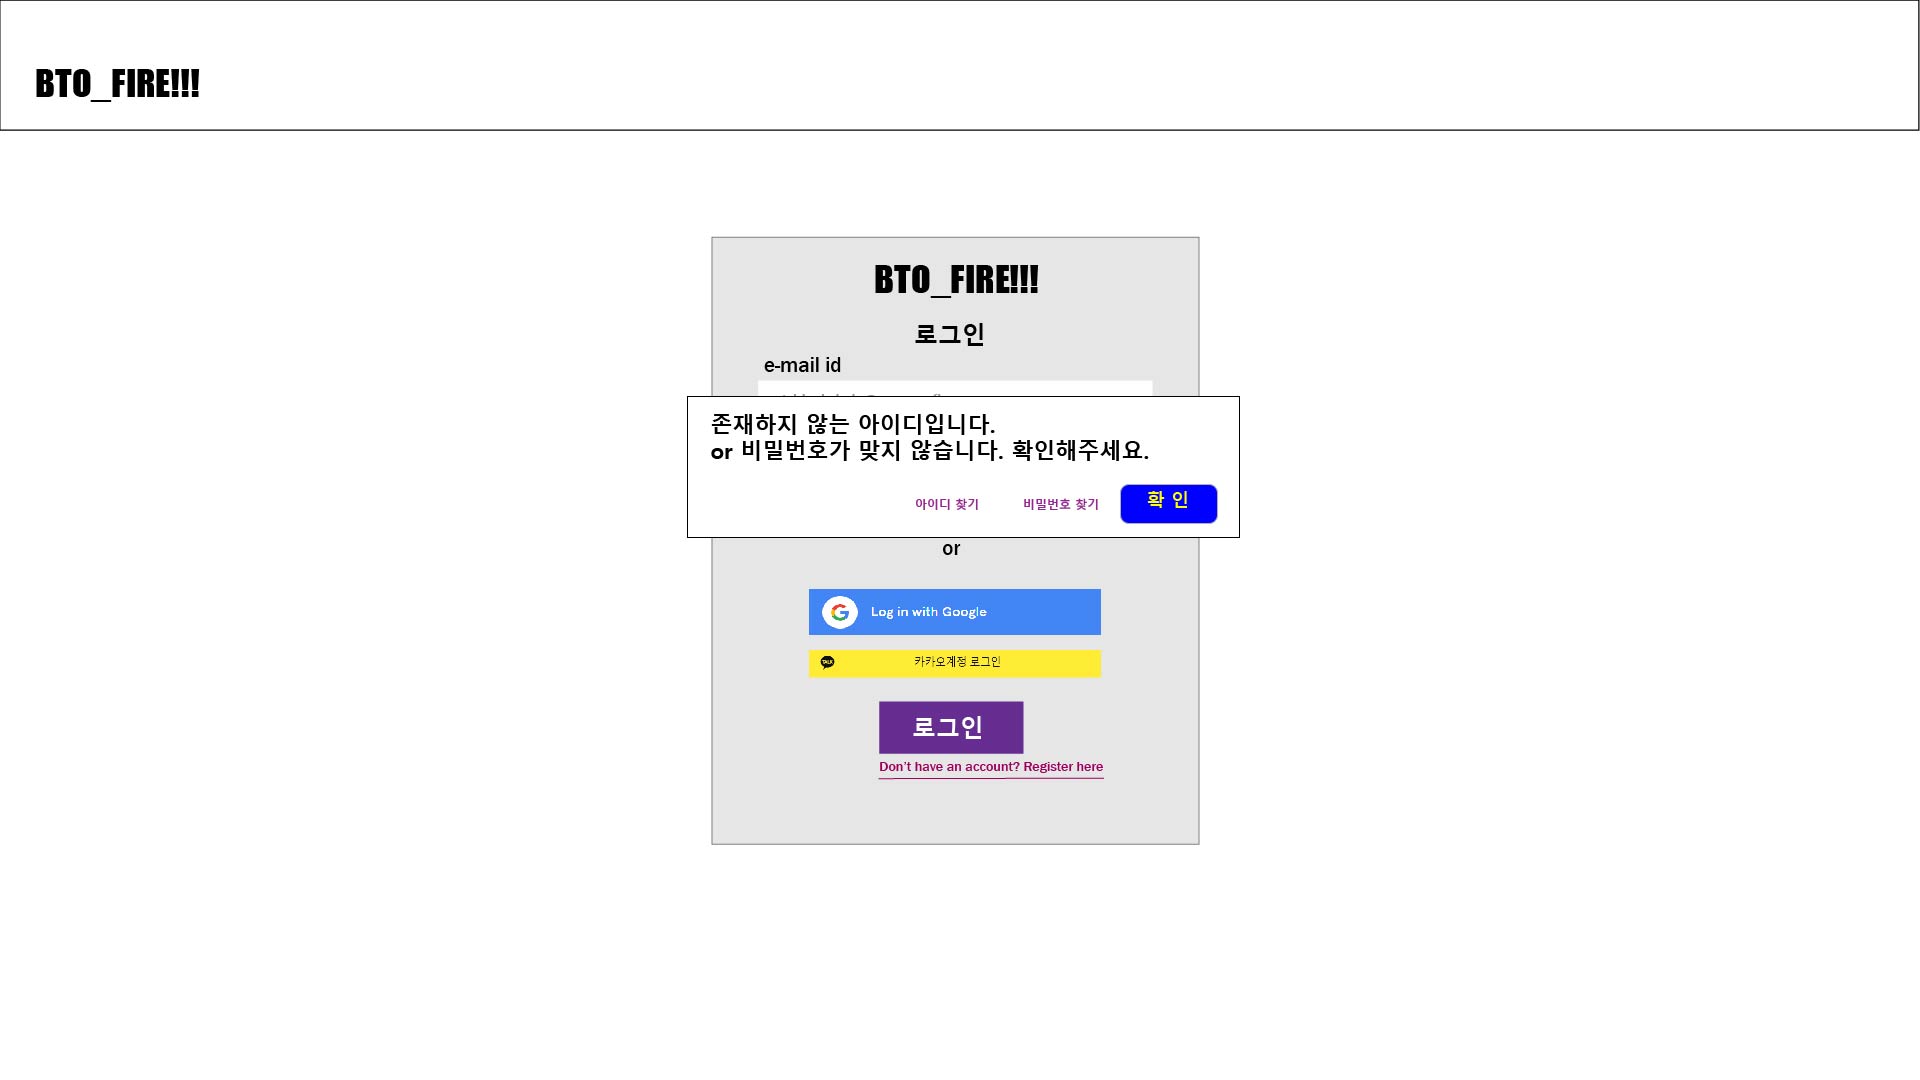 BTO_FIRE!!!
BTO_FIRE!!!
로그인
e-mail id
존재하지 않는 아이디입니다.
or 비밀번호가 맞지 않습니다. 확인해주세요.
아이디 찾기 비밀번호 찾기 확 인
or
Log in with Google
TALK 카카오계정 로그인
로그인
Don't have an account? Register here